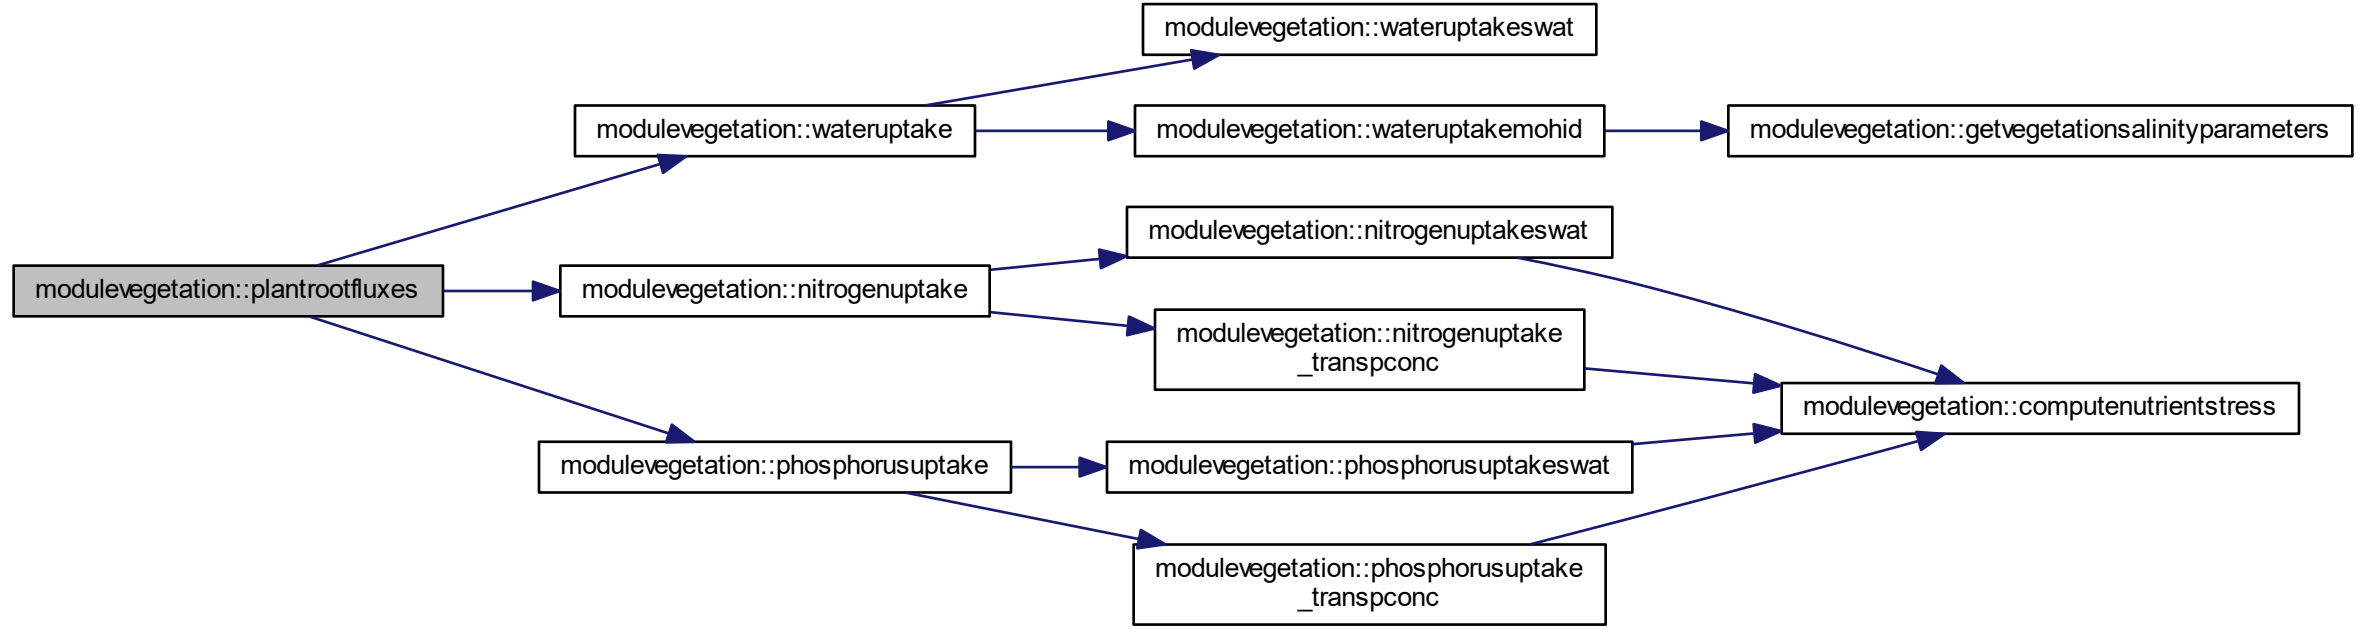 modulevegetation::wateruptakeswat
modulevegetation::wateruptake
modulevegetation::wateruptakemohid
modulevegetation::getvegetationsalinityparameters
modulevegetation::nitrogenuptakeswat
modulevegetation::plantrootfluxes
modulevegetation::nitrogenuptake
modulevegetation::nitrogenuptake
_transpconc
modulevegetation::computenutrientstress
modulevegetation::phosphorusuptake
modulevegetation::phosphorusuptakeswat
modulevegetation::phosphorusuptake
_transpconc